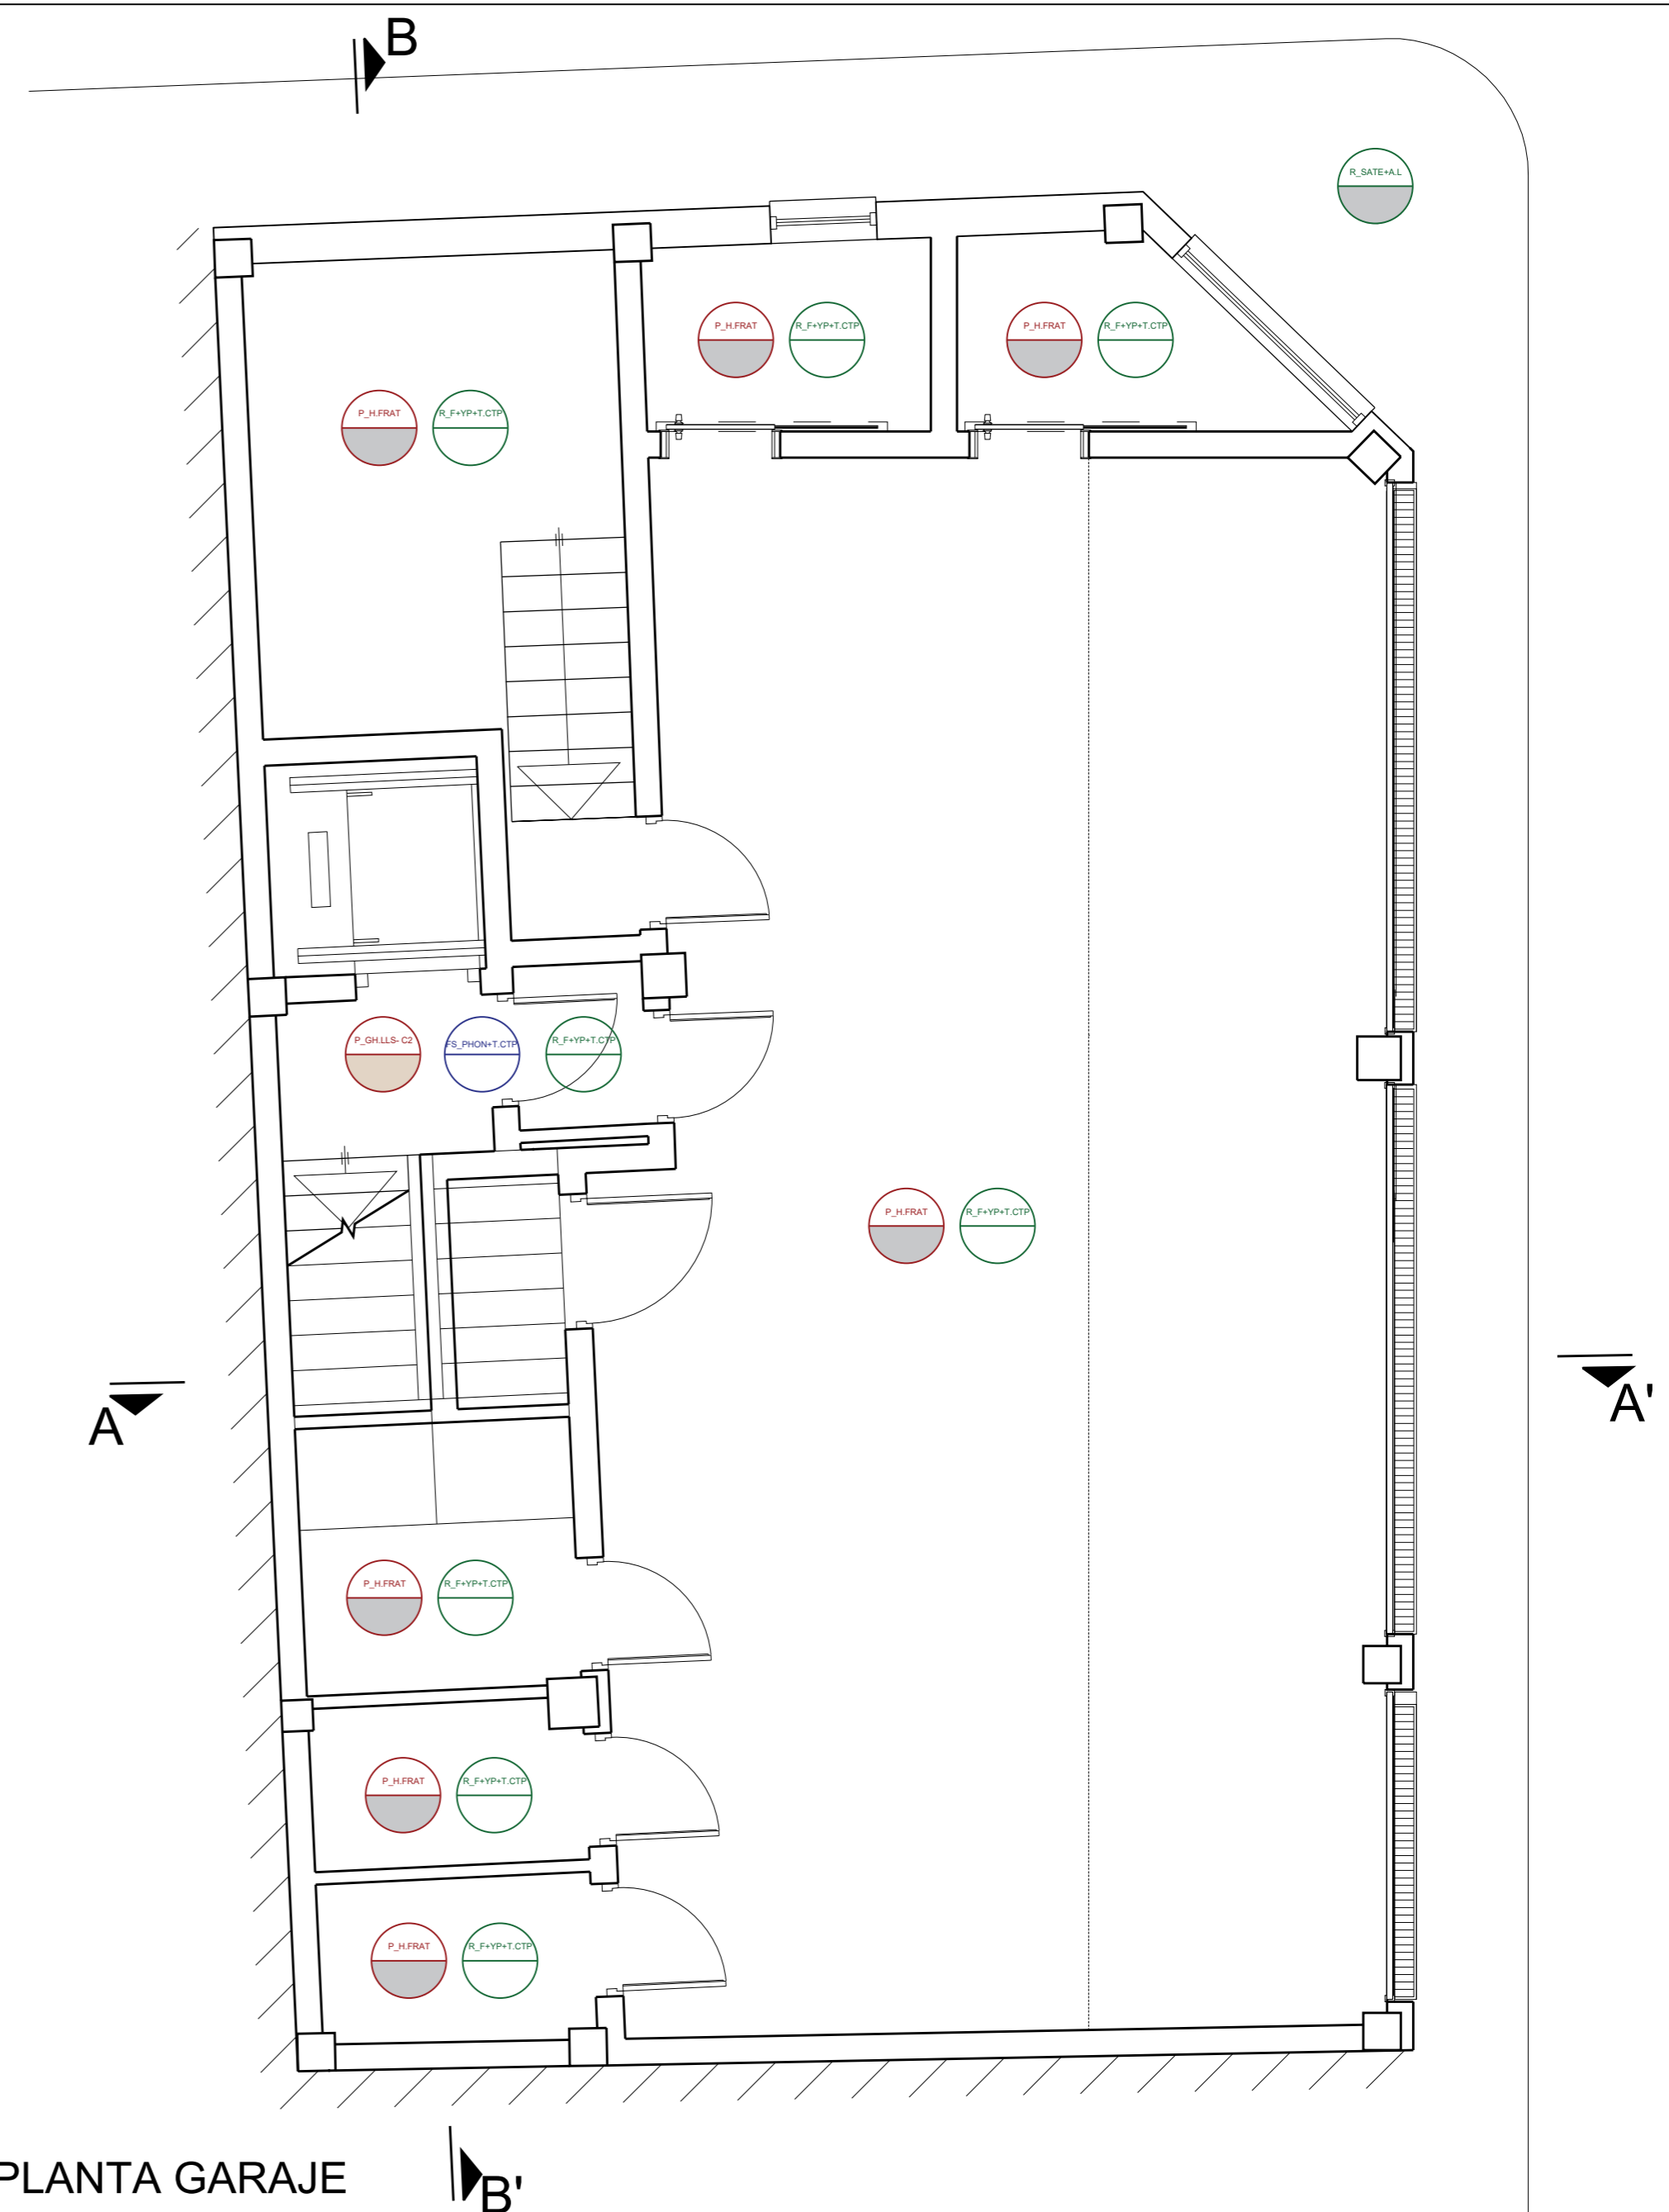 B
R_SATE+A.L
P_H.FRAT
R_F+YP+T.CTP
P_H.FRAT
R_F+YP+T.CTP
P_H.FRAT
R_F+YP+T.CTP
P_GH.LLS- C2
FS_PHON+T.CTP
R_F+YP+T.CTP
P_H.FRAT
R_F+YP+T.CTP
A
A'
P_H.FRAT
R_F+YP+T.CTP
P_H.FRAT
R_F+YP+T.CTP
P_H.FRAT
R_F+YP+T.CTP
PLANTA GARAJE
B'